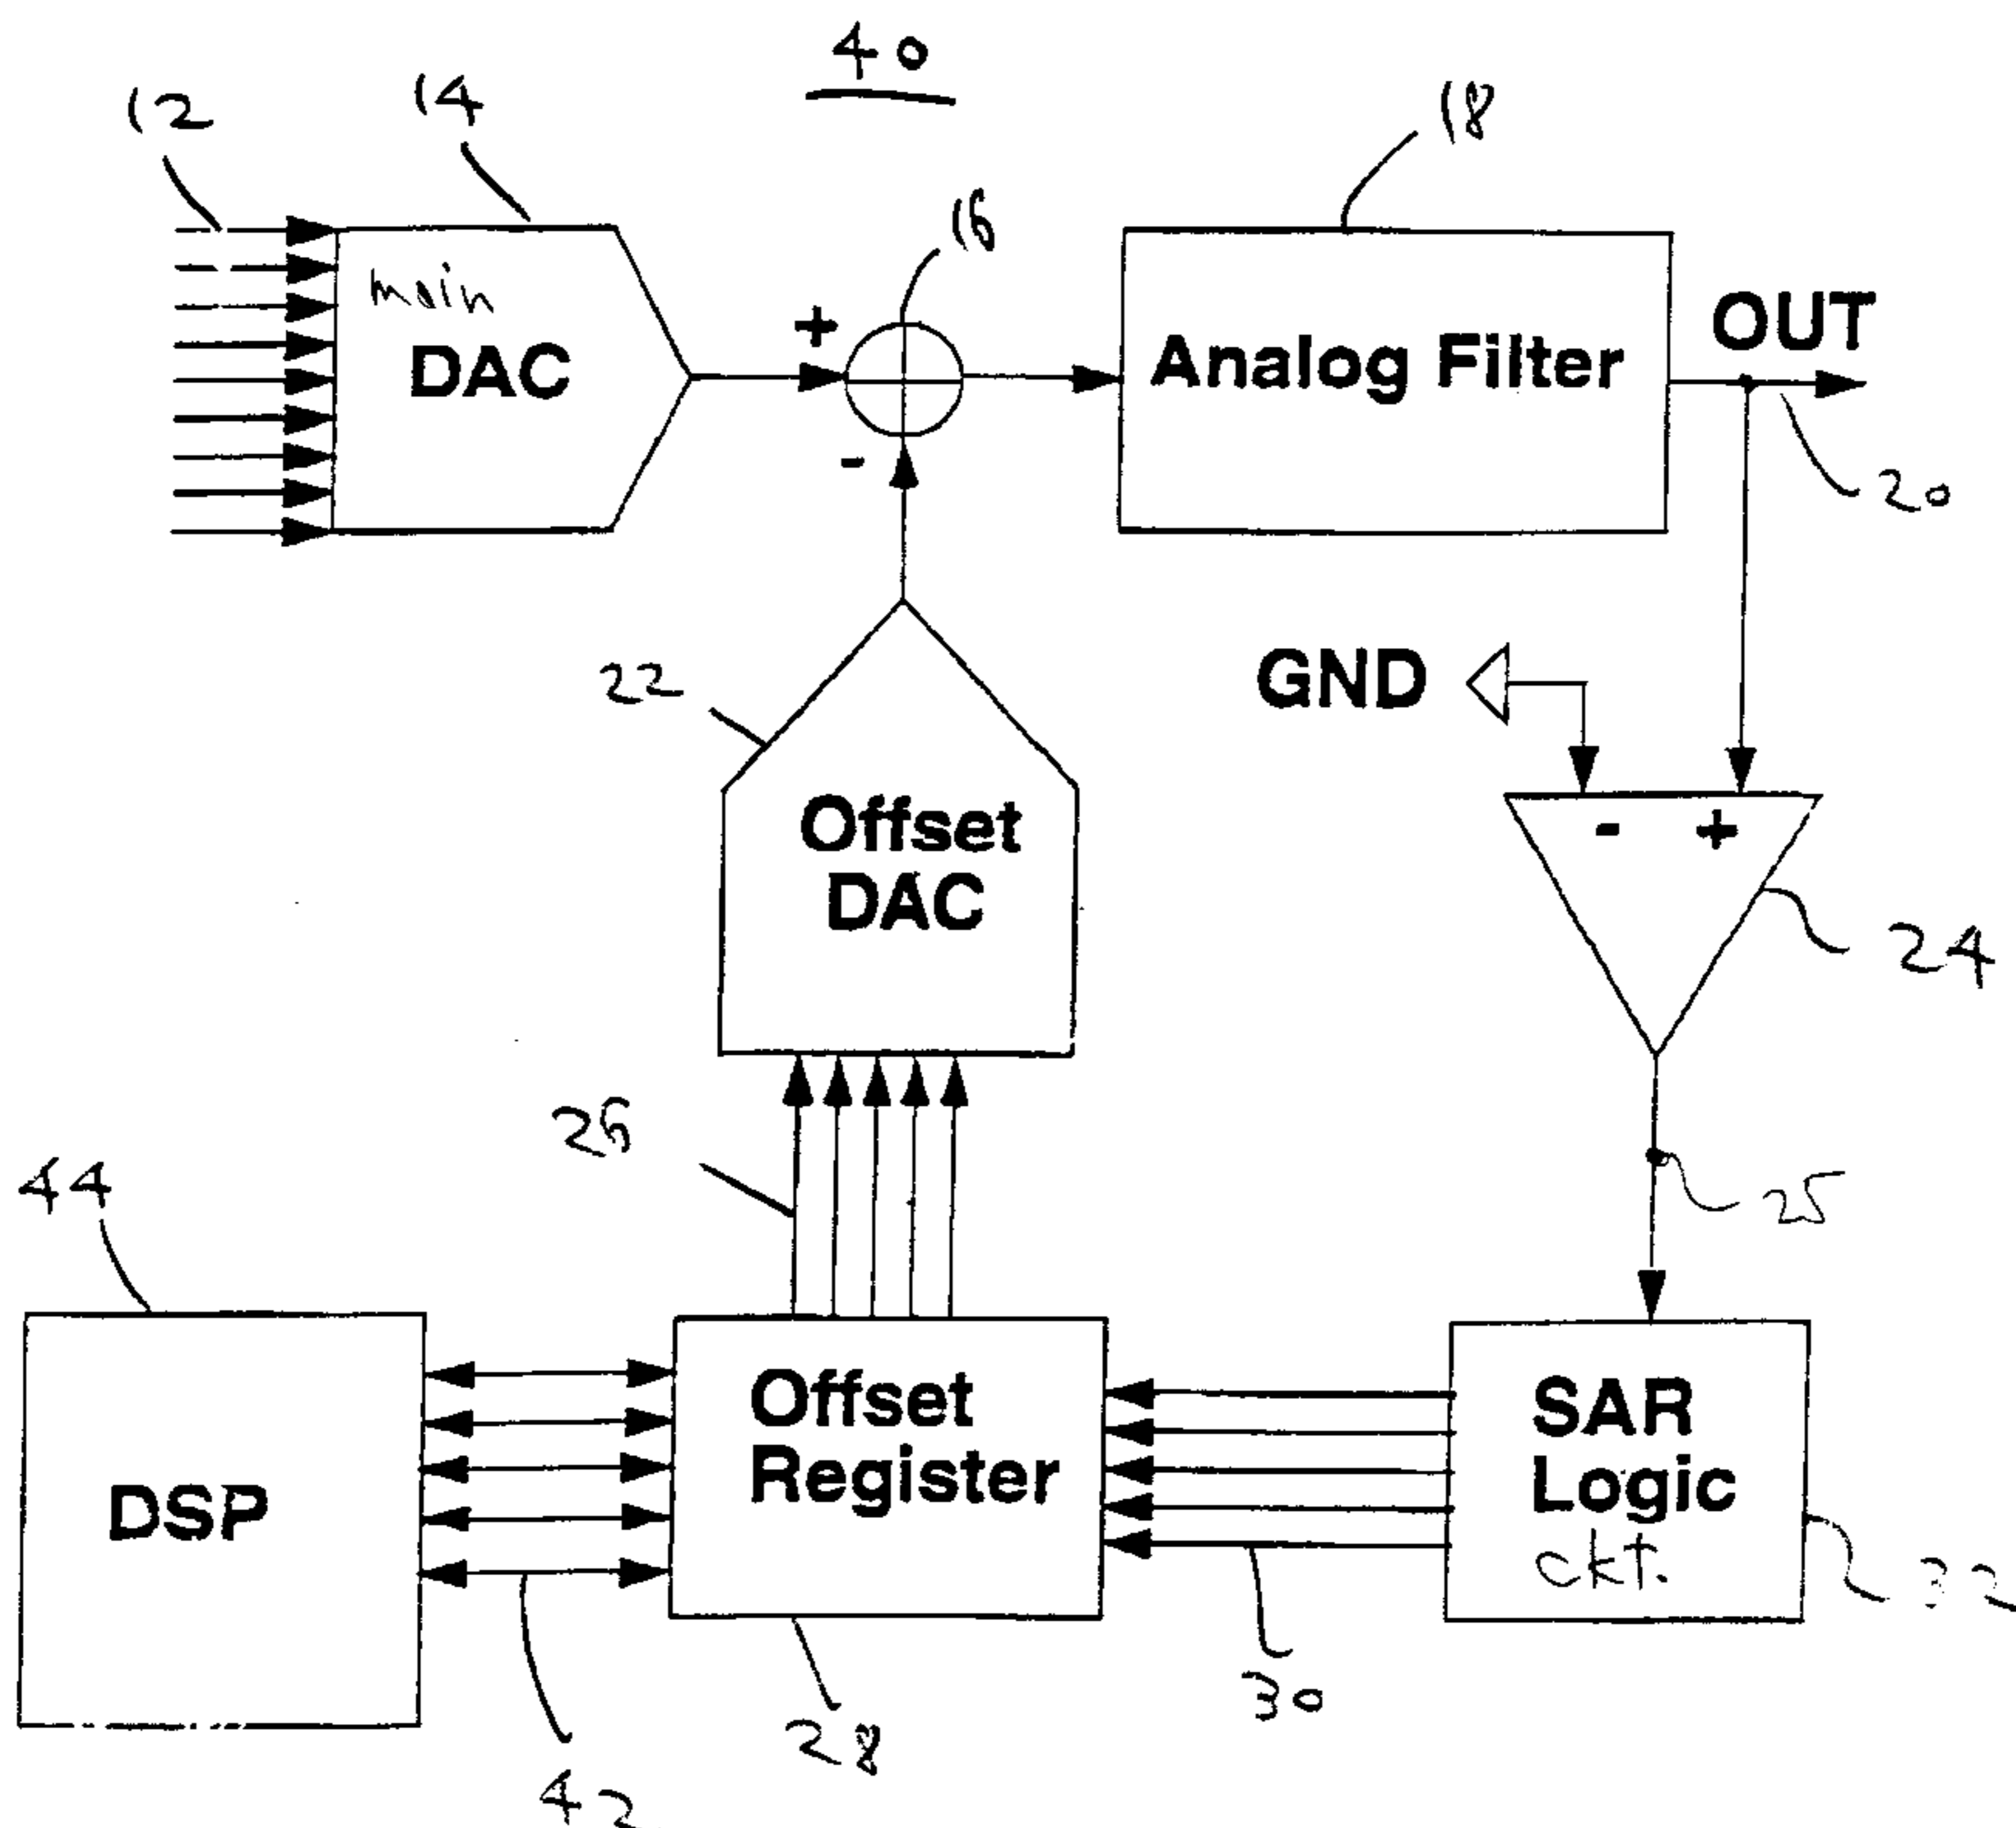 40
12
14
18
16
main
DAC
+
-
Analog Filter
OUT
20
22
GND
Offset
DAC
- +
24
26
25
44
DSP
Offset
Register
SAR
Logic
ckt.
30
28
42